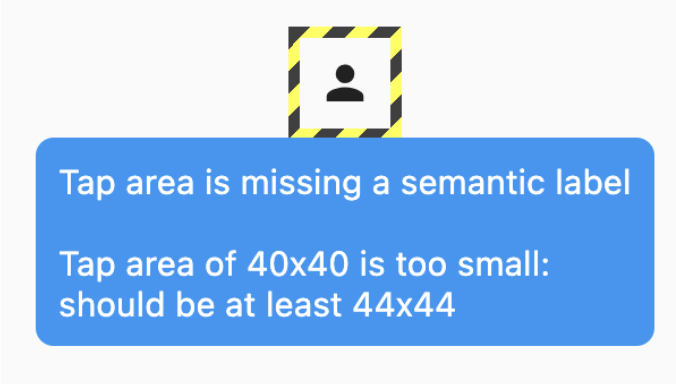 Tap area is missing a semantic label
Tap area of 40x40 is too small:
should be at least 44x44